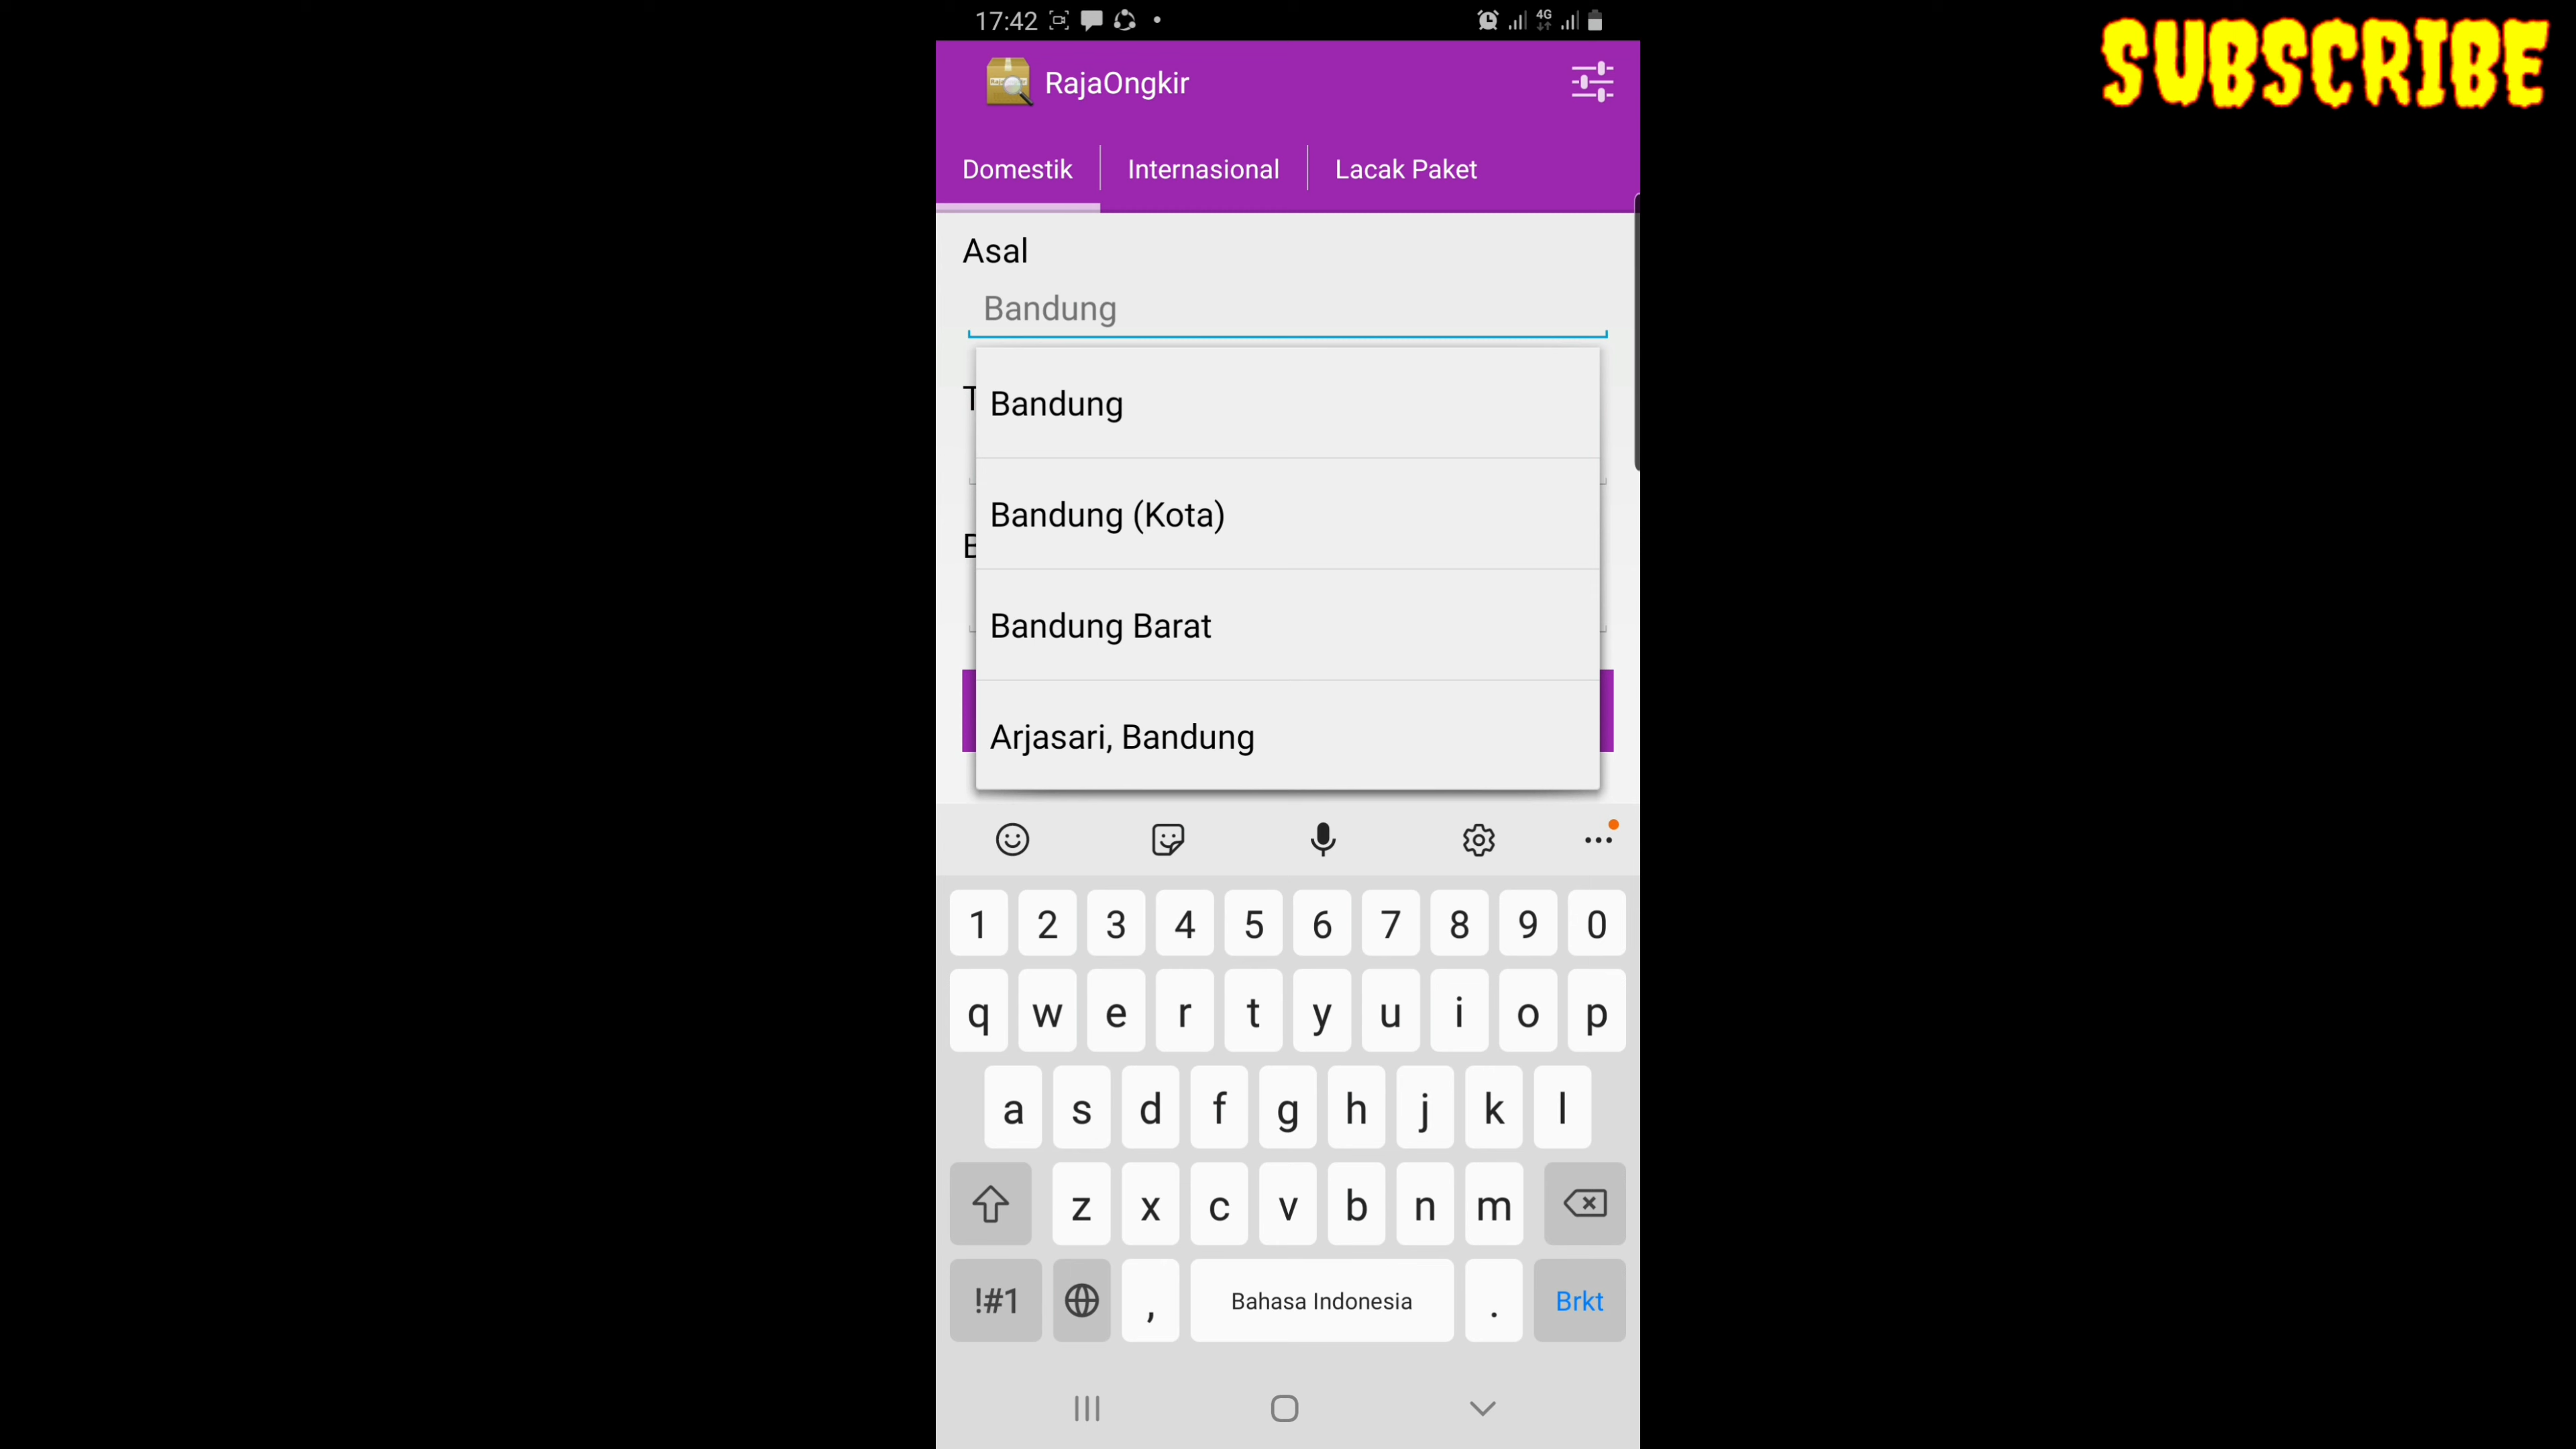 17:42
4G
SUBSCRIBE
RajaOngkir
Domestik
Internasional
Lacak Paket
Asal
Bandung
T
Bandung
Bandung (Kota)
B
Bandung Barat
Arjasari, Bandung
1 2 3 4 5 6 7 8 9 0
q w e r t y u i o p
a s d f g h j k l
z x c v b n m
!#1 , Bahasa Indonesia . Brkt